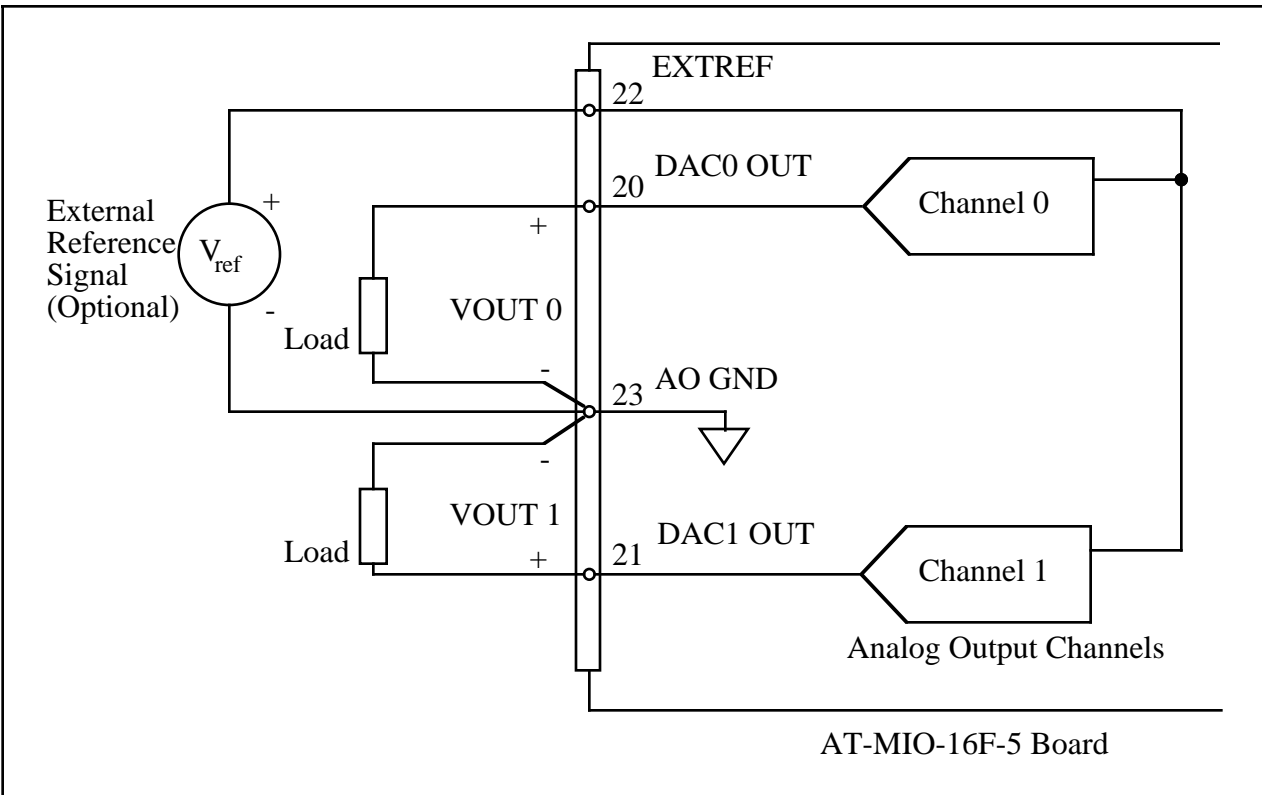 EXTREF
22
DAC0 OUT
20
Channel 0
+
External
Reference
Signal
(Optional)
Vref
+
-
VOUT 0
Load
-
AO GND
23
-
VOUT 1
Load
DAC1 OUT
21
+
Channel 1
Analog Output Channels
AT-MIO-16F-5 Board